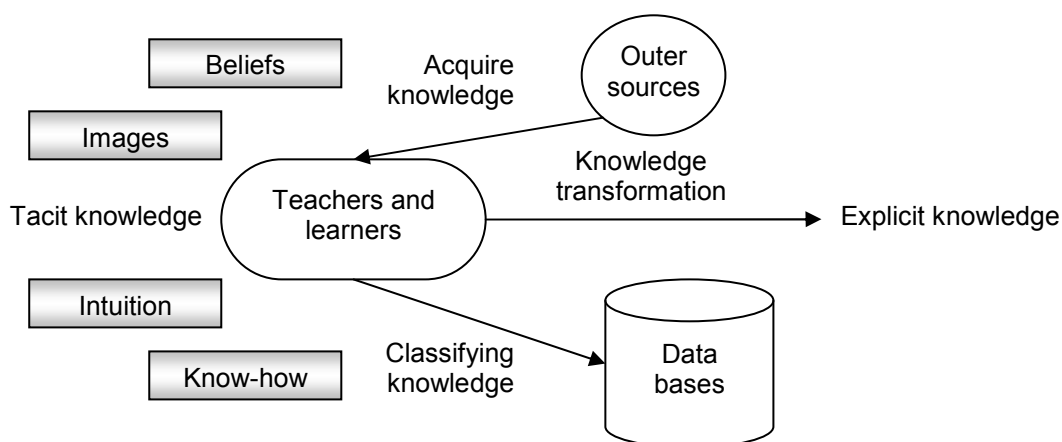 Beliefs
Outer
sources
Acquire
knowledge
Images
Knowledge
transformation
Teachers and
learners
Tacit knowledge
Explicit knowledge
Intuition
Classifying
knowledge
Data
bases
Know-how